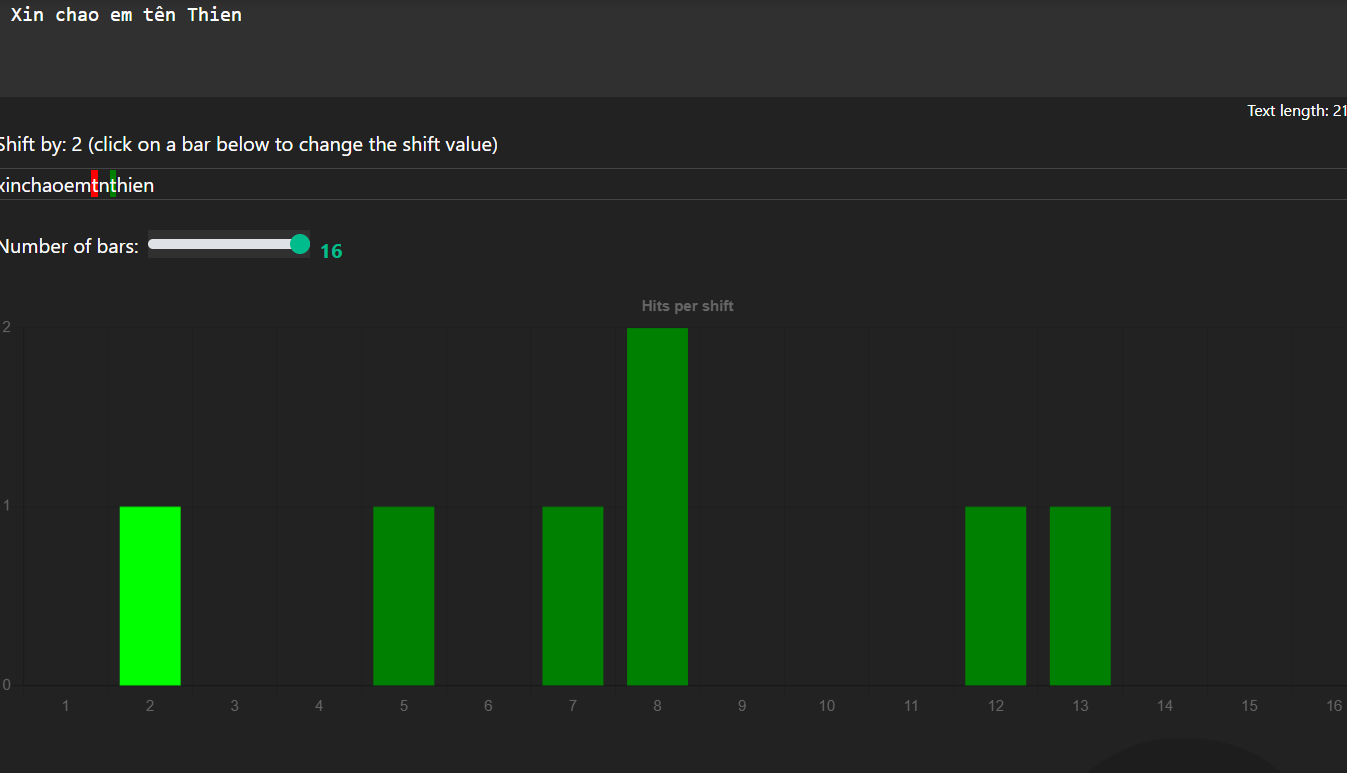 Xin chao em tên Thien
Text length: 21
Shift by: 2 (click on a bar below to change the shift value)
xinchaoemtnthien
Number of bars: 16
Hits per shift
2
1
0
1 2 3 4 5 6 7 8 9 10 11 12 13 14 15 16